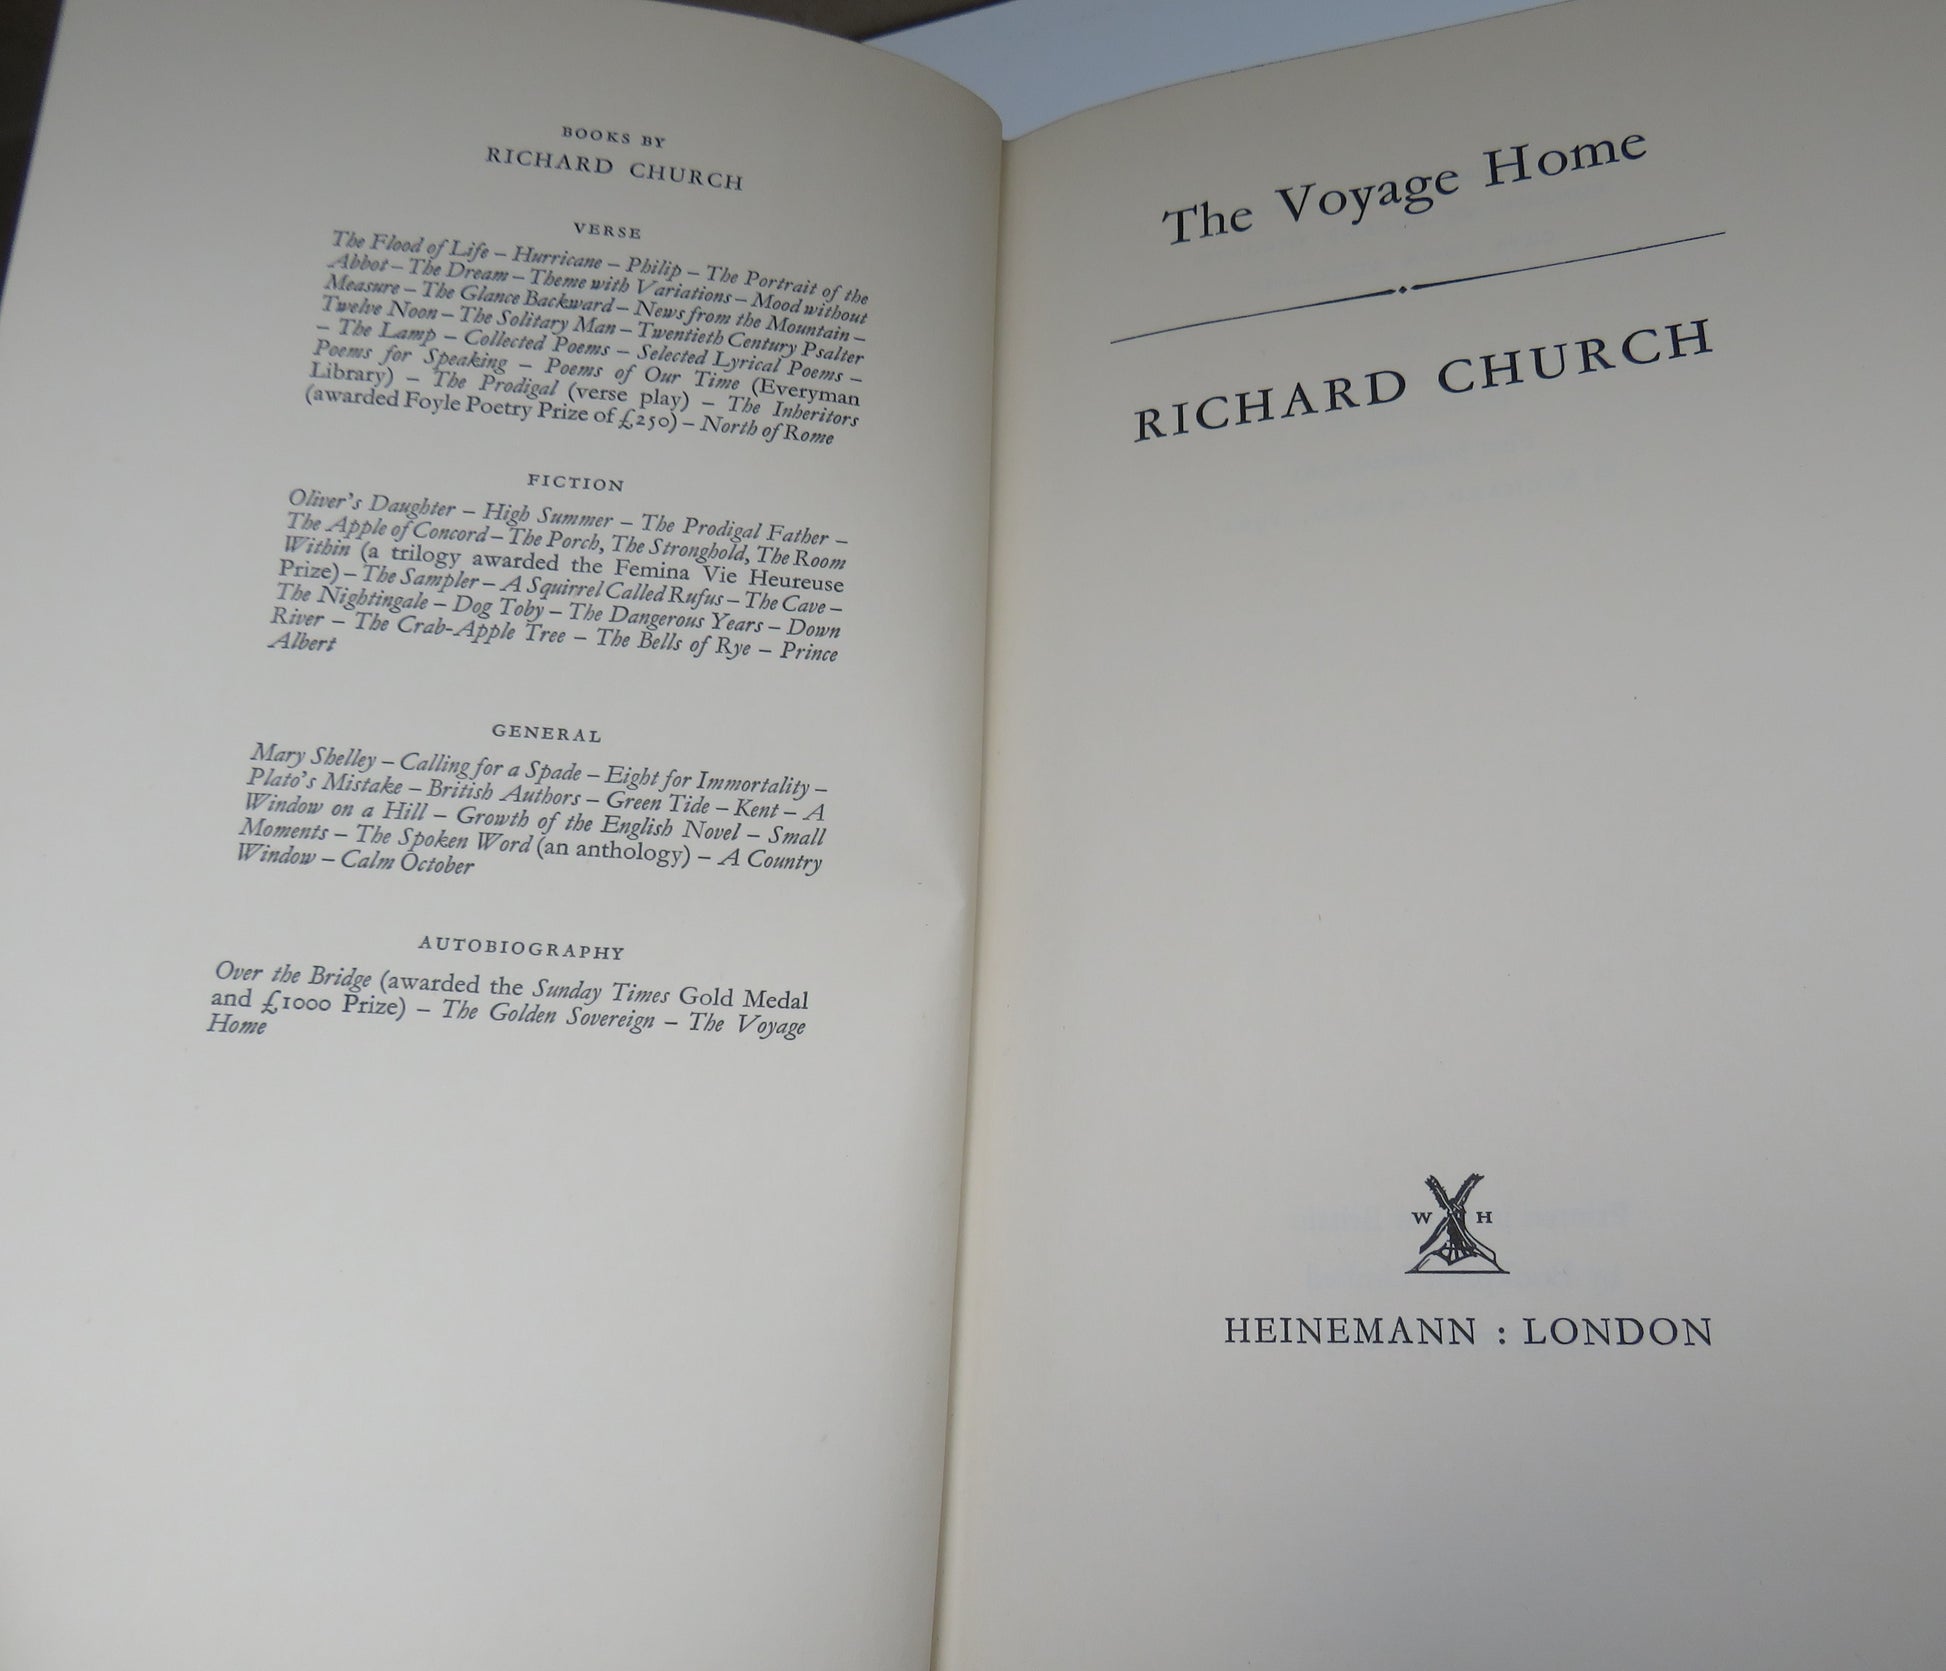 BOOKS BY
RICHARD CHURCH
VERSE
The Flood of Life – Hurricane – Philip – The Portrait of the
Abbot – The Dream – Theme with Variations – Mood without
Measure – The Glance Backward – News from the Mountain –
Twelve Noon – The Solitary Man – Twentieth Century Psalter
– The Lamp – Collected Poems – Selected Lyrical Poems –
Poems for Speaking – Poems of Our Time (Everyman
Library) – The Prodigal (verse play) – The Inheritors
(awarded Foyle Poetry Prize of £250) – North of Rome
FICTION
Oliver's Daughter – High Summer – The Prodigal Father –
The Apple of Concord – The Porch, The Stronghold, The Room
Within (a trilogy awarded the Femina Vie Heureuse
Prize) – The Sampler – A Squirrel Called Rufus – The Cave –
The Nightingale – Dog Toby – The Dangerous Years – Down
River – The Crab-Apple Tree – The Bells of Rye – Prince
Albert
GENERAL
Mary Shelley – Calling for a Spade – Eight for Immortality –
Plato's Mistake – British Authors – Green Tide – Kent – A
Window on a Hill – Growth of the English Novel – Small
Moments – The Spoken Word (an anthology) – A Country
Window – Calm October
AUTOBIOGRAPHY
Over the Bridge (awarded the Sunday Times Gold Medal
and £1000 Prize) – The Golden Sovereign – The Voyage
Home
The Voyage Home
RICHARD CHURCH
W H
HEINEMANN : LONDON